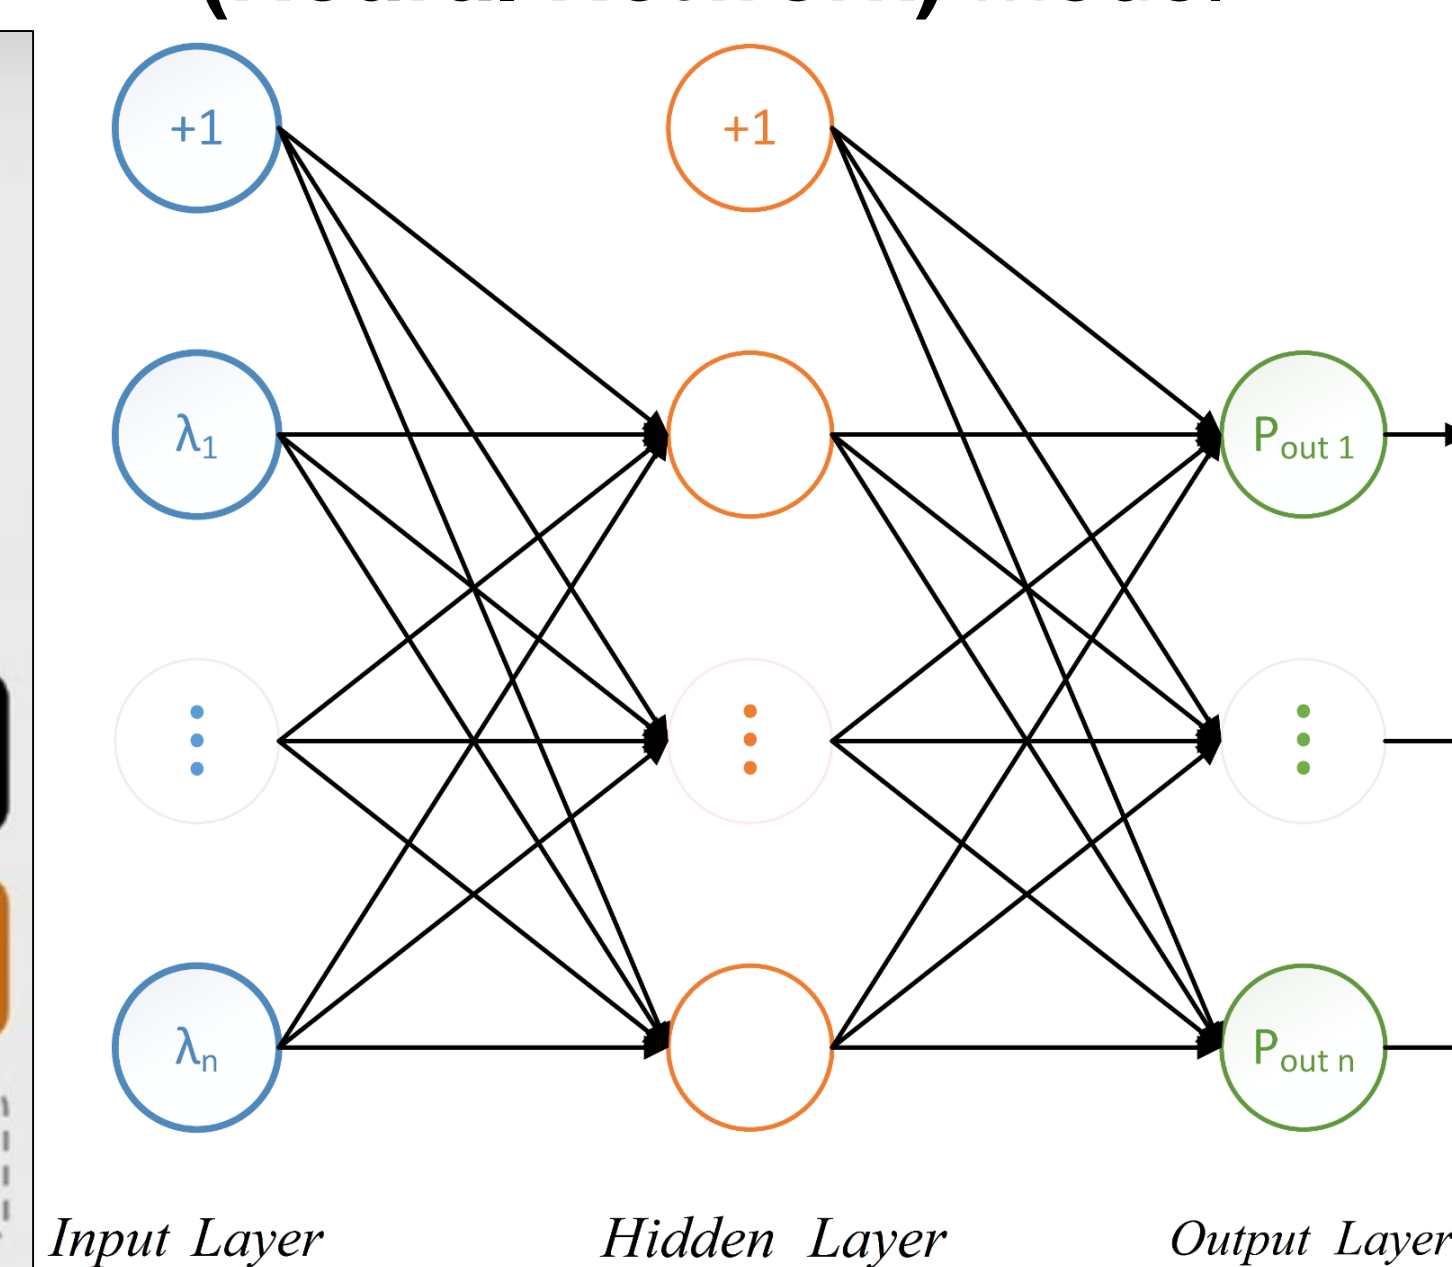 +1 +1
λ1 Pout 1
λn Pout n
Input Layer Hidden Layer Output Layer